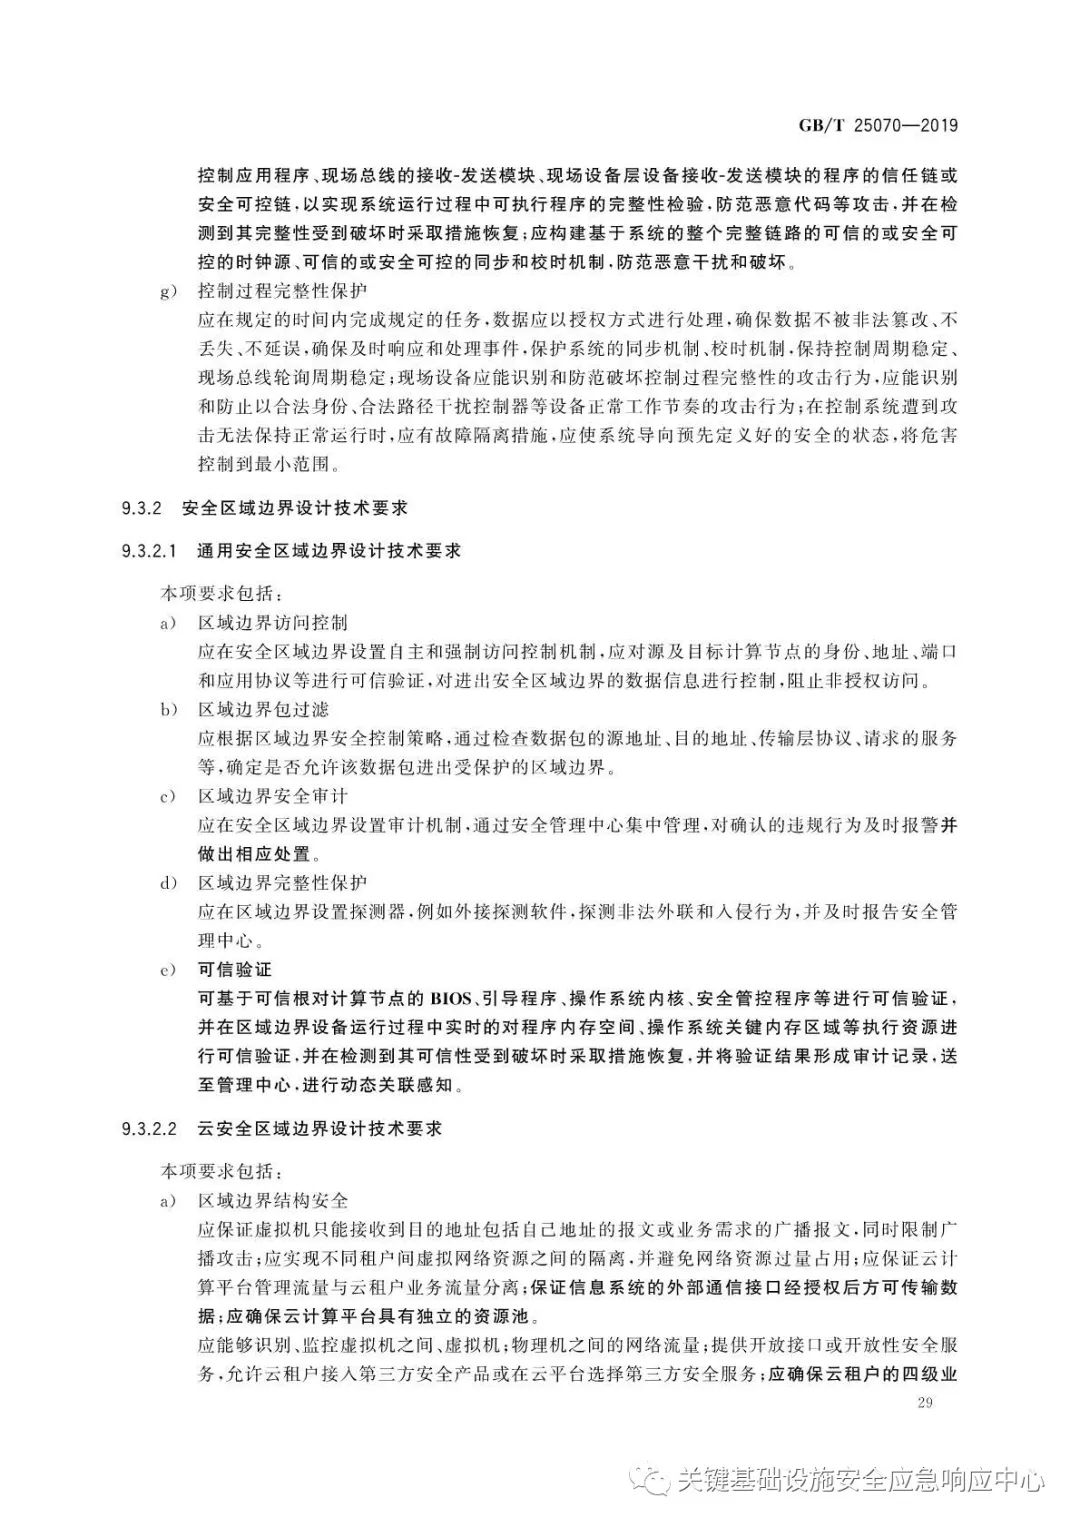 GB/T 25070—2019
控制应用程序、现场总线的接收-发送模块、现场设备层设备接收-发送模块的程序的信任链或
安全可控链,以实现系统运行过程中可执行程序的完整性检验,防范恶意代码等攻击,并在检
测到其完整性受到破坏时采取措施恢复;应构建基于系统的整个完整链路的可信的或安全可
控的时钟源、可信的或安全可控的同步和校时机制,防范恶意干扰和破坏。
g) 控制过程完整性保护
应在规定的时间内完成规定的任务,数据应以授权方式进行处理,确保数据不被非法篡改、不
丢失、不延误,确保及时响应和处理事件,保护系统的同步机制、校时机制,保持控制周期稳定、
现场总线轮询周期稳定;现场设备应能识别和防范破坏控制过程完整性的攻击行为,应能识别
和防止以合法身份、合法路径干扰控制器等设备正常工作节奏的攻击行为;在控制系统遭到攻
击无法保持正常运行时,应有故障隔离措施,应使系统导向预先定义好的安全的状态,将危害
控制到最小范围。
9.3.2 安全区域边界设计技术要求
9.3.2.1 通用安全区域边界设计技术要求
本项要求包括:
a) 区域边界访问控制
应在安全区域边界设置自主和强制访问控制机制,应对源及目标计算节点的身份、地址、端口
和应用协议等进行可信验证,对进出安全区域边界的数据信息进行控制,阻止非授权访问。
b) 区域边界包过滤
应根据区域边界安全控制策略,通过检查数据包的源地址、目的地址、传输层协议、请求的服务
等,确定是否允许该数据包进出受保护的区域边界。
c) 区域边界安全审计
应在安全区域边界设置审计机制,通过安全管理中心集中管理,对确认的违规行为及时报警并
做出相应处置。
d) 区域边界完整性保护
应在区域边界设置探测器,例如外接探测软件,探测非法外联和入侵行为,并及时报告安全管
理中心。
e) 可信验证
可基于可信根对计算节点的 BIOS、引导程序、操作系统内核、安全管控程序等进行可信验证,
并在区域边界设备运行过程中实时的对程序内存空间、操作系统关键内存区域等执行资源进
行可信验证,并在检测到其可信性受到破坏时采取措施恢复,并将验证结果形成审计记录,送
至管理中心,进行动态关联感知。
9.3.2.2 云安全区域边界设计技术要求
本项要求包括:
a) 区域边界结构安全
应保证虚拟机只能接收到目的地址包括自己地址的报文或业务需求的广播报文,同时限制广
播攻击;应实现不同租户间虚拟网络资源之间的隔离,并避免网络资源过量占用;应保证云计
算平台管理流量与云租户业务流量分离;保证信息系统的外部通信接口经授权后方可传输数
据;应确保云计算平台具有独立的资源池。
应能够识别、监控虚拟机之间、虚拟机;物理机之间的网络流量;提供开放接口或开放性安全服
务,允许云租户接入第三方安全产品或在云平台选择第三方安全服务;应确保云租户的四级业
29
关键基础设施安全应急响应中心